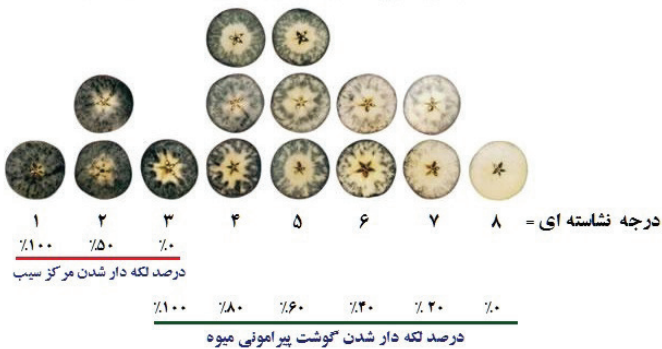 درجه نشاسته ای = ۸ ۷ ۶ ۵ ۴ ۳ ۲ ۱
٪۱۰۰ ٪۵۰ ٪۰
درصد لکه دار شدن مرکز سیب
٪۱۰۰ ٪۸۰ ٪۶۰ ٪۴۰ ٪۲۰ ٪۰
درصد لکه دار شدن گوشت پیرامونی میوه